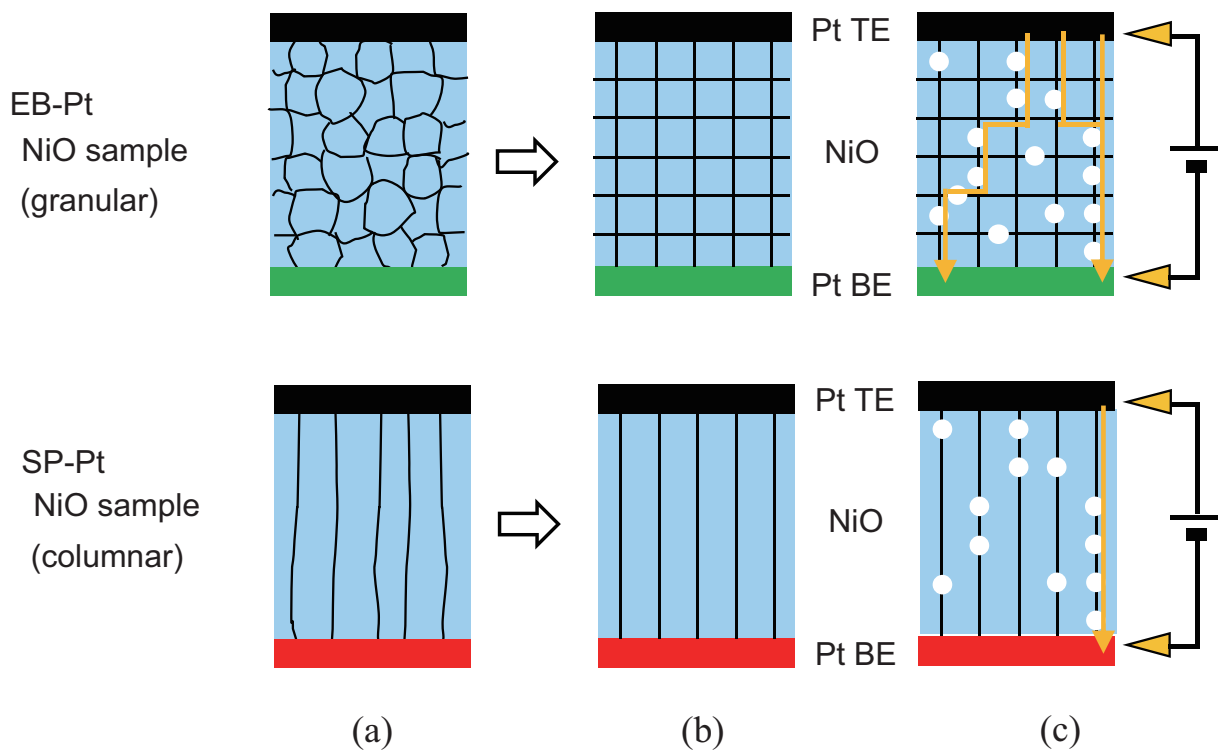 Pt TE
EB-Pt
NiO sample
(granular)
NiO
Pt BE
Pt TE
SP-Pt
NiO sample
(columnar)
NiO
Pt BE
(a)
(b)
(c)